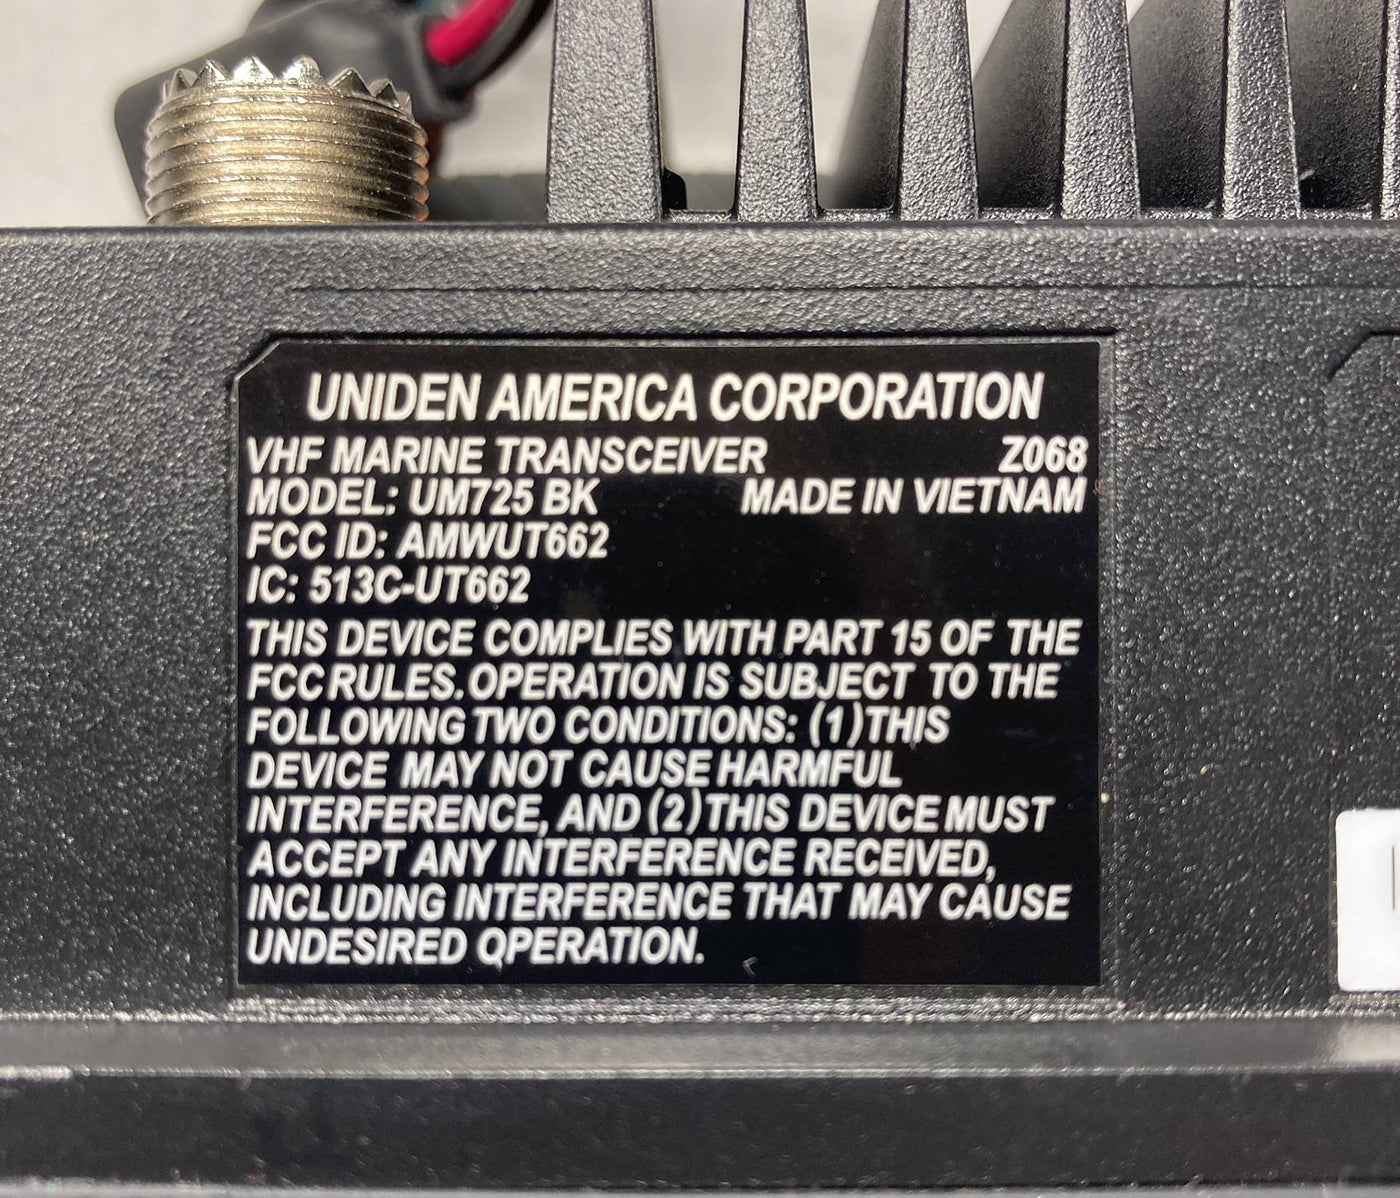 UNIDEN AMERICA CORPORATION
VHF MARINE TRANSCEIVER Z068
MODEL: UM725 BK MADE IN VIETNAM
FCC ID: AMWUT662
IC: 513C-UT662
THIS DEVICE COMPLIES WITH PART 15 OF THE
FCC RULES. OPERATION IS SUBJECT TO THE
FOLLOWING TWO CONDITIONS: (1) THIS
DEVICE MAY NOT CAUSE HARMFUL
INTERFERENCE, AND (2) THIS DEVICE MUST
ACCEPT ANY INTERFERENCE RECEIVED,
INCLUDING INTERFERENCE THAT MAY CAUSE
UNDESIRED OPERATION.